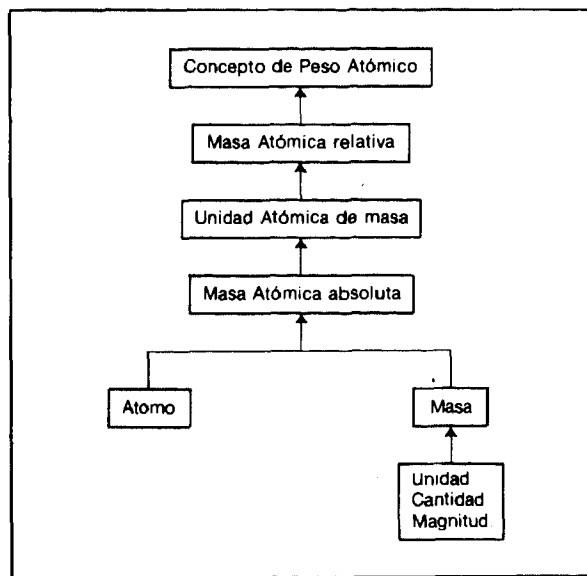 Concepto de Peso Atómico
Masa Atómica relativa
Unidad Atómica de masa
Masa Atómica absoluta
Atomo
Masa
Unidad
Cantidad
Magnitud